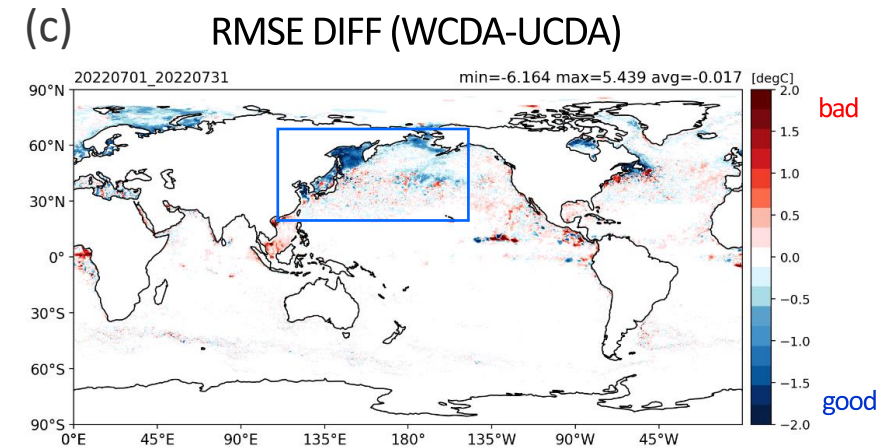 (c)
RMSE DIFF (WCDA-UCDA)
20220701_20220731
min=-6.164 max=5.439 avg=-0.017 [degC]
90°N
60°N
30°N
0°
30°S
60°S
90°S
0°E
45°E
90°E
135°E
180°
135°W
90°W
45°W
2.0
1.5
1.0
0.5
0.0
−0.5
−1.0
−1.5
−2.0
bad
good